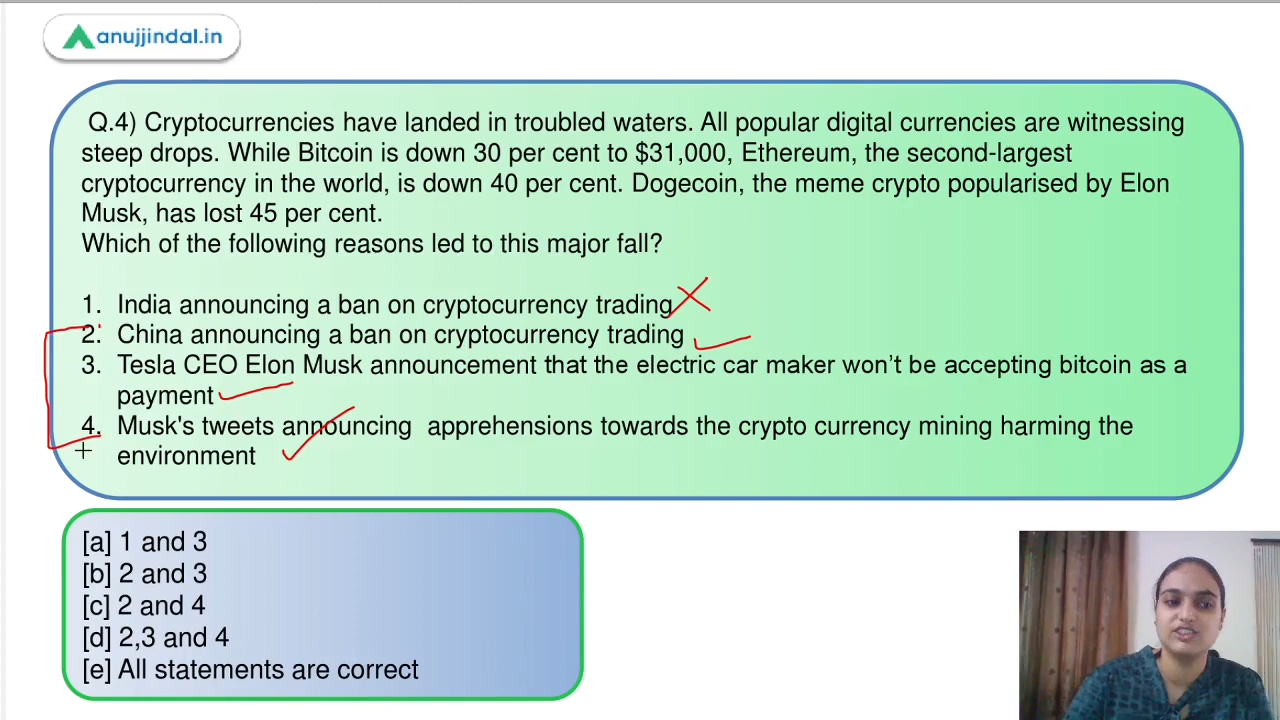 anujjindal.in
Q.4) Cryptocurrencies have landed in troubled waters. All popular digital currencies are witnessing
steep drops. While Bitcoin is down 30 per cent to $31,000, Ethereum, the second-largest
cryptocurrency in the world, is down 40 per cent. Dogecoin, the meme crypto popularised by Elon
Musk, has lost 45 per cent.
Which of the following reasons led to this major fall?
1. India announcing a ban on cryptocurrency trading
2. China announcing a ban on cryptocurrency trading
3. Tesla CEO Elon Musk announcement that the electric car maker won't be accepting bitcoin as a
payment
4. Musk's tweets announcing apprehensions towards the crypto currency mining harming the
environment
[a] 1 and 3
[b] 2 and 3
[c] 2 and 4
[d] 2,3 and 4
[e] All statements are correct